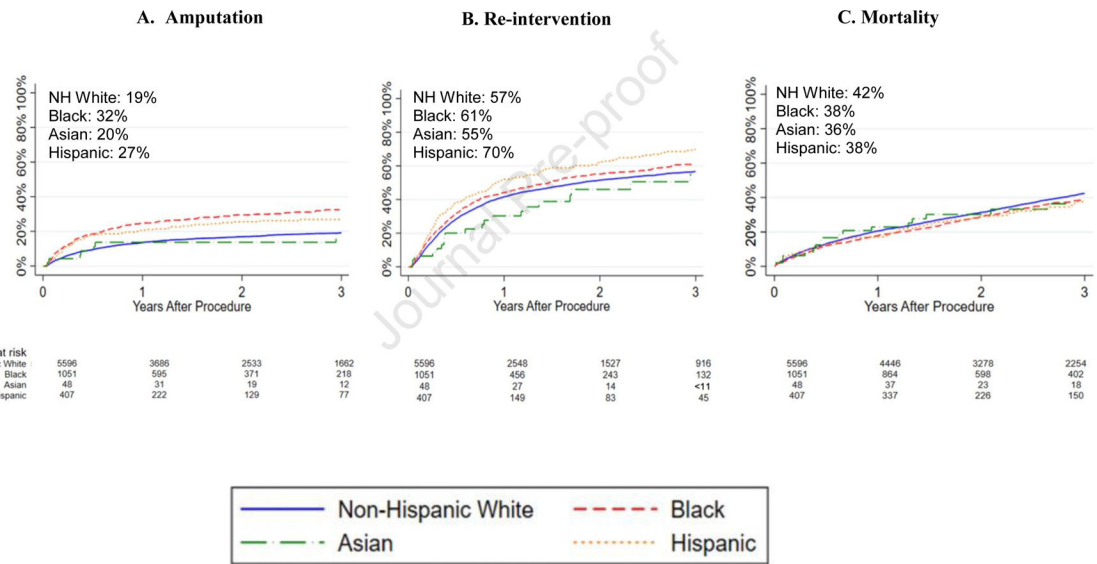 A. Amputation
B. Re-intervention
C. Mortality
0% 20% 40% 60% 80% 100%
NH White: 19%
Black: 32%
Asian: 20%
Hispanic: 27%
0 1 2 3
Years After Procedure
0% 20% 40% 60% 80% 100%
NH White: 57%
Black: 61%
Asian: 55%
Hispanic: 70%
0 1 2 3
Years After Procedure
0% 20% 40% 60% 80% 100%
NH White: 42%
Black: 38%
Asian: 36%
Hispanic: 38%
0 1 2 3
Years After Procedure
Journal Pre-proof
at risk
White 5596 3686 2533 1662 5596 2548 1527 916 5596 4446 3278 2254
Black 1051 595 371 218 1051 456 243 132 1051 864 598 402
Asian 48 31 19 12 48 27 14 <11 48 37 23 18
spanic 407 222 129 77 407 149 83 45 407 337 226 150
Non-Hispanic White Black
Asian Hispanic